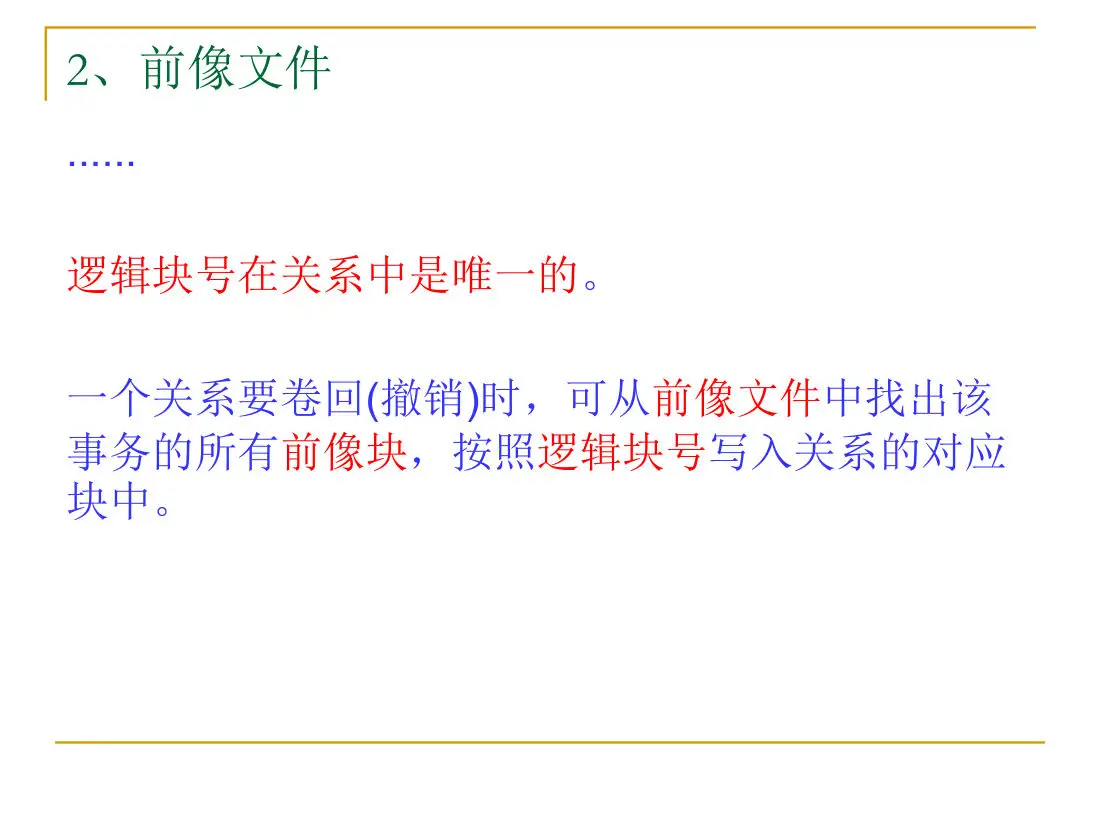 2、前像文件
······
逻辑块号在关系中是唯一的。
一个关系要卷回(撤销)时，可从前像文件中找出该
事务的所有前像块，按照逻辑块号写入关系的对应
块中。